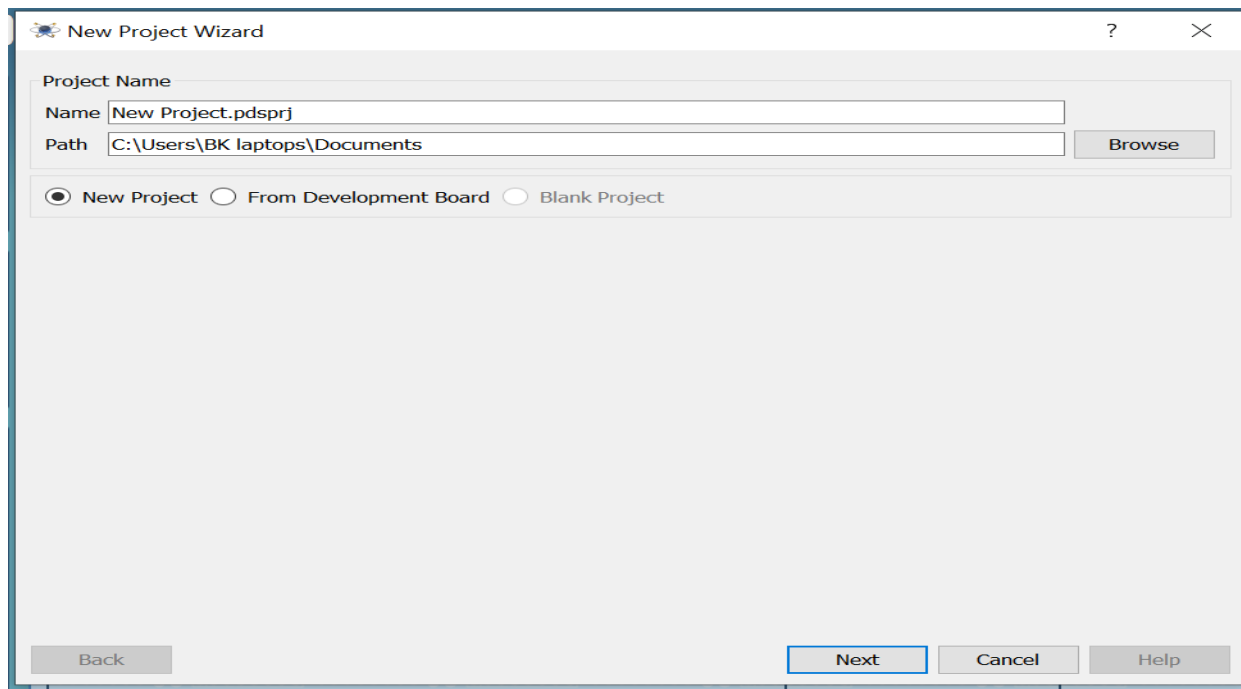 New Project Wizard ?
Project Name
Name New Project.pdsprj
Path C:\Users\BK laptops\Documents Browse
New Project From Development Board Blank Project
Back Next Cancel Help